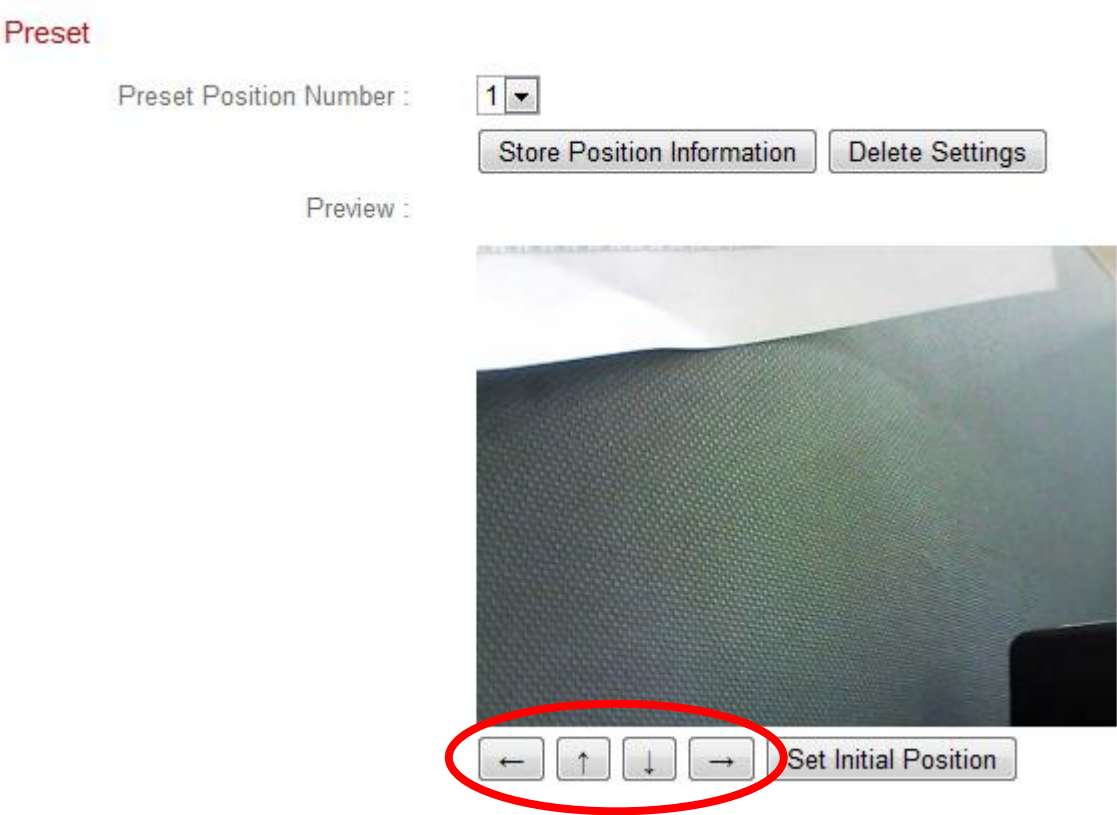 Preset
Preset Position Number : 1
Store Position Information Delete Settings
Preview :
← ↑ ↓ → Set Initial Position